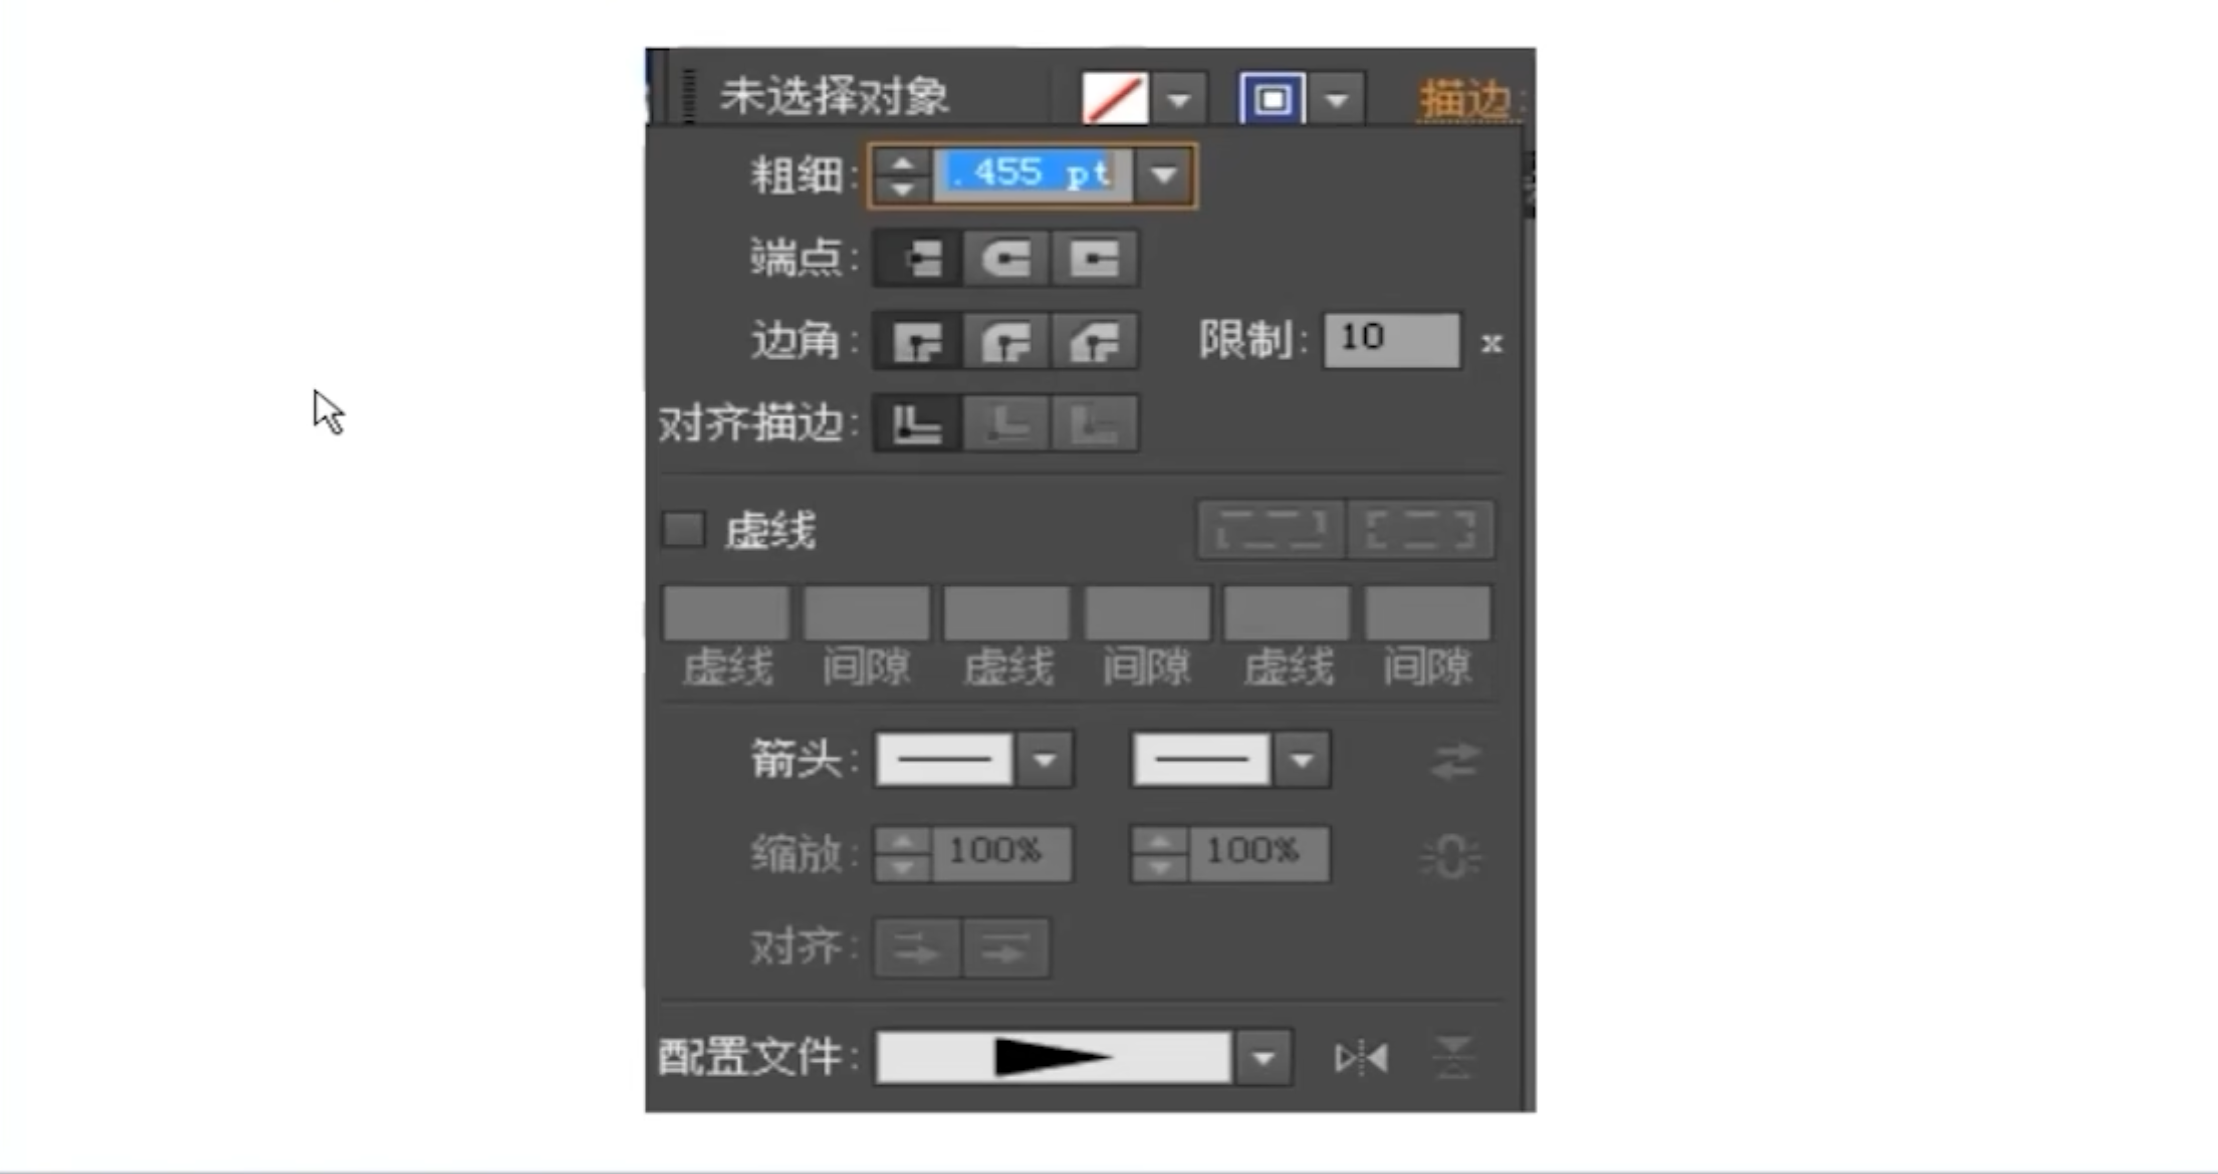 未选择对象 描边:
粗细: .455 pt
端点:
边角: 限制: 10 x
对齐描边:
虚线
虚线 间隙 虚线 间隙 虚线 间隙
箭头:
缩放: 100% 100%
对齐:
配置文件: